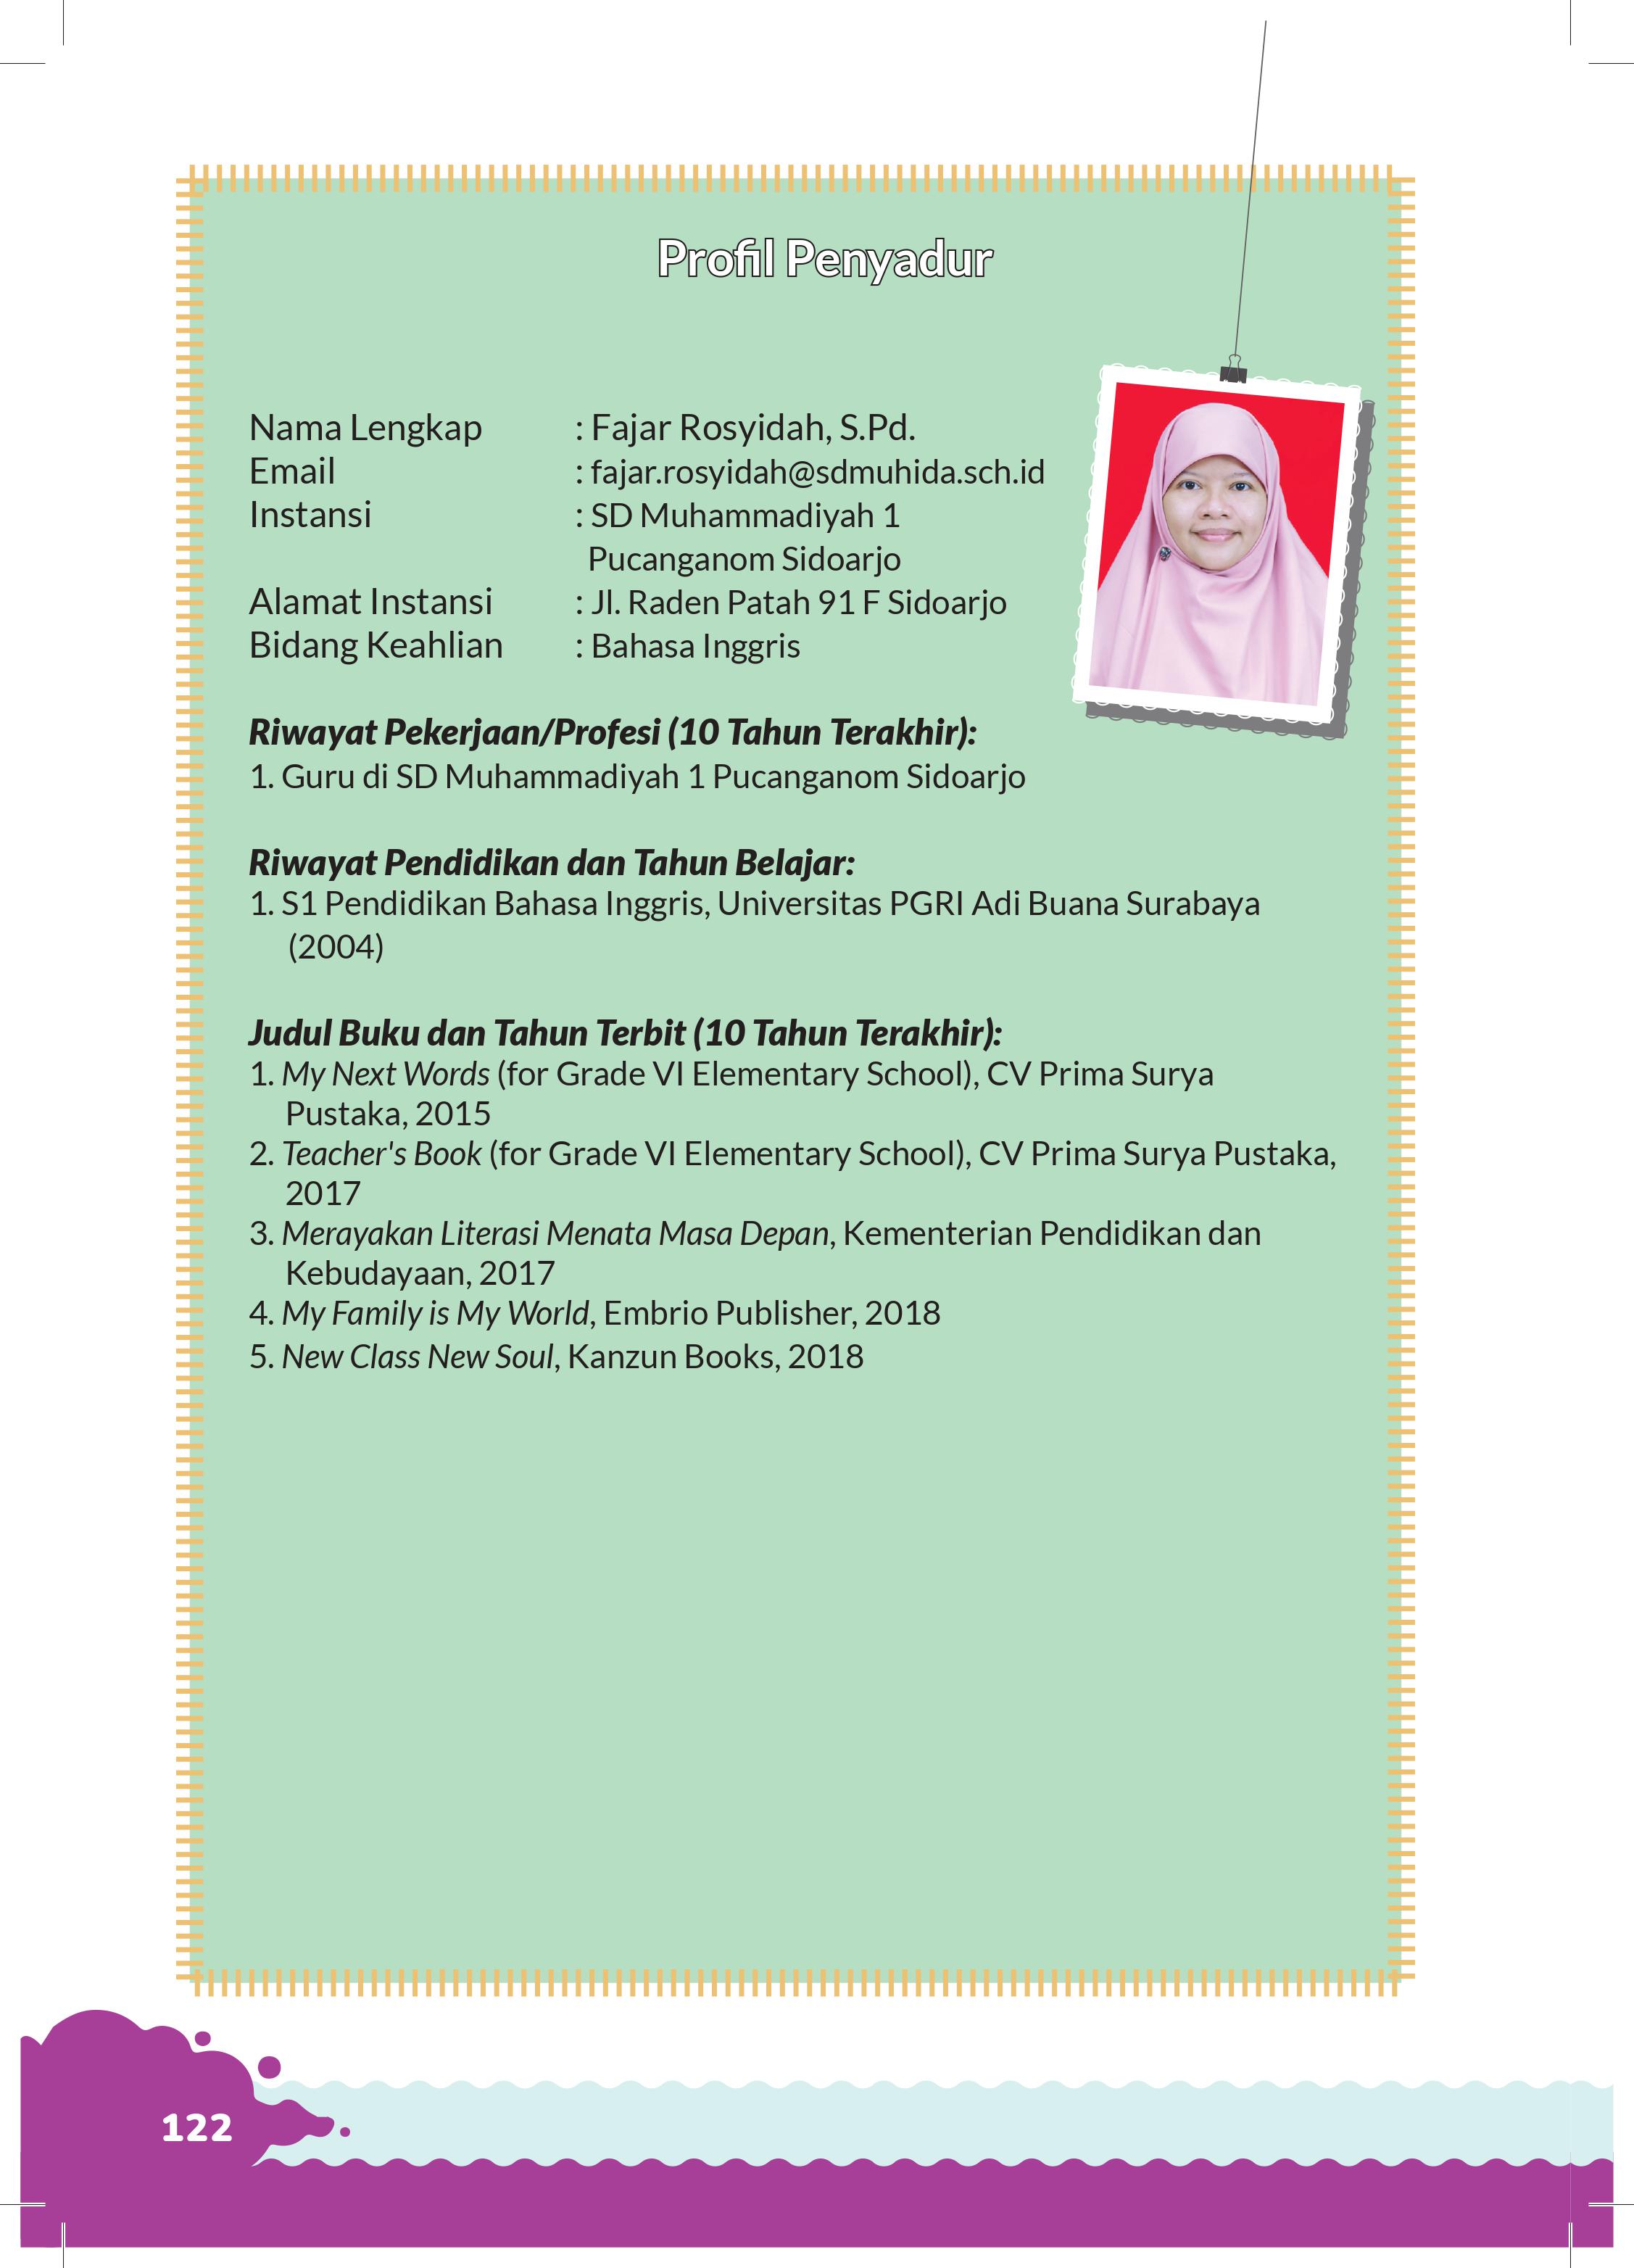 Profil Penyadur
Nama Lengkap : Fajar Rosyidah, S.Pd.
Email : fajar.rosyidah@sdmuhida.sch.id
Instansi : SD Muhammadiyah 1
Pucanganom Sidoarjo
Alamat Instansi : Jl. Raden Patah 91 F Sidoarjo
Bidang Keahlian : Bahasa Inggris
Riwayat Pekerjaan/Profesi (10 Tahun Terakhir):
1. Guru di SD Muhammadiyah 1 Pucanganom Sidoarjo
Riwayat Pendidikan dan Tahun Belajar:
1. S1 Pendidikan Bahasa Inggris, Universitas PGRI Adi Buana Surabaya
(2004)
Judul Buku dan Tahun Terbit (10 Tahun Terakhir):
1. My Next Words (for Grade VI Elementary School), CV Prima Surya
Pustaka, 2015
2. Teacher's Book (for Grade VI Elementary School), CV Prima Surya Pustaka,
2017
3. Merayakan Literasi Menata Masa Depan, Kementerian Pendidikan dan
Kebudayaan, 2017
4. My Family is My World, Embrio Publisher, 2018
5. New Class New Soul, Kanzun Books, 2018
122